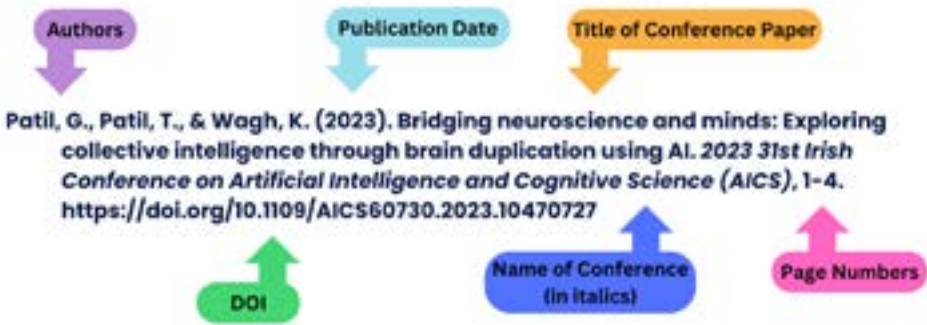 Authors
Publication Date
Title of Conference Paper
Patil, G., Patil, T., & Wagh, K. (2023). Bridging neuroscience and minds: Exploring
collective intelligence through brain duplication using AI. 2023 31st Irish
Conference on Artificial Intelligence and Cognitive Science (AICS), 1-4.
https://doi.org/10.1109/AICS60730.2023.10470727
DOI
Name of Conference
(in italics)
Page Numbers